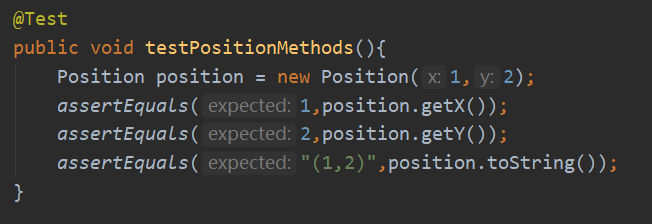 @Test
public void testPositionMethods(){
    Position position = new Position( x: 1, y: 2);
    assertEquals( expected: 1,position.getX());
    assertEquals( expected: 2,position.getY());
    assertEquals( expected: "(1,2)",position.toString());
}